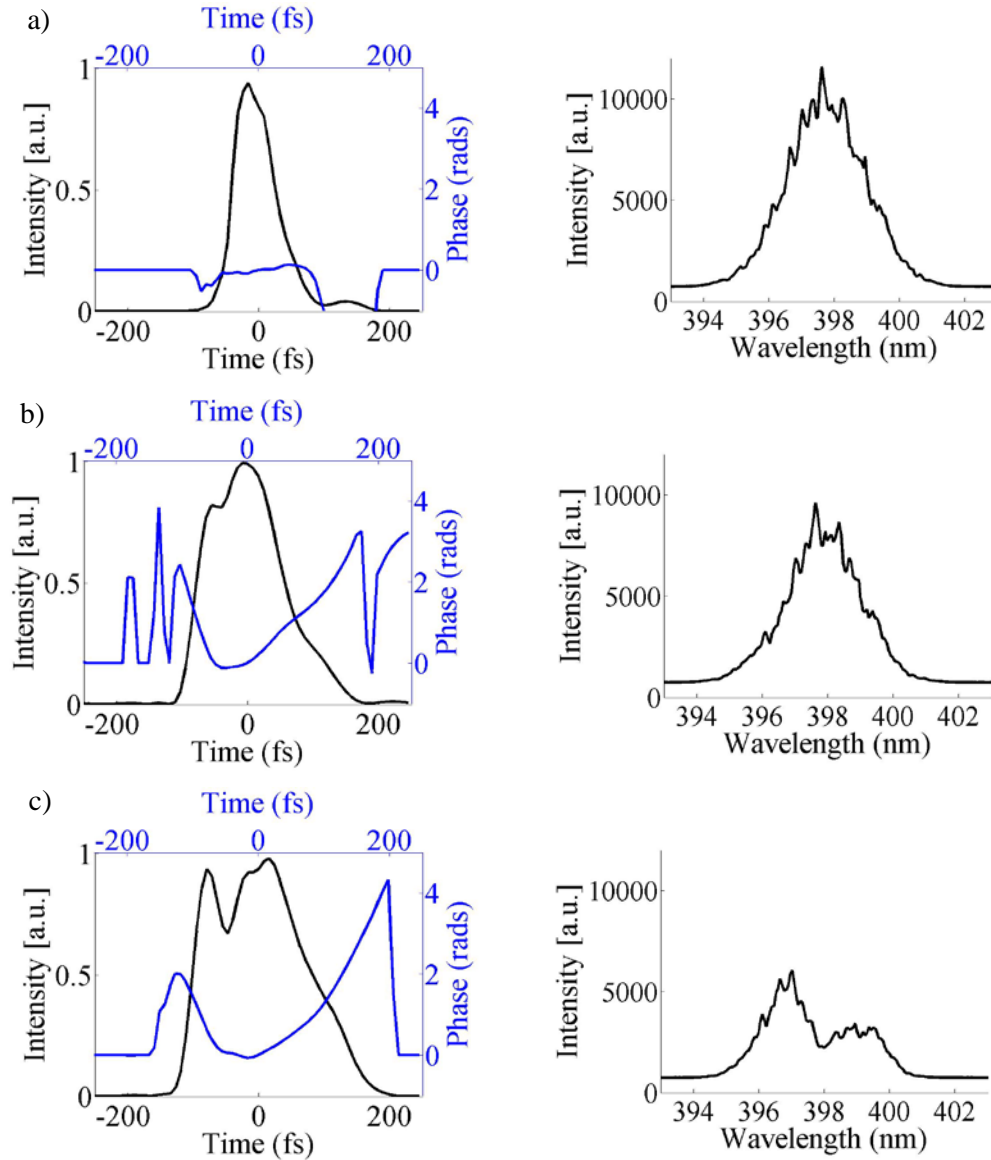 a)
Time (fs)
-200 0 200
1
0.5
0
Intensity [a.u.]
4
2
0
Phase (rads)
-200 0 200
Time (fs)
10000
5000
0
Intensity [a.u.]
394 396 398 400 402
Wavelength (nm)
b)
Time (fs)
-200 0 200
1
0.5
0
Intensity [a.u.]
4
2
0
Phase (rads)
-200 0 200
Time (fs)
10000
5000
0
Intensity [a.u.]
394 396 398 400 402
Wavelength (nm)
c)
Time (fs)
-200 0 200
1
0.5
0
Intensity [a.u.]
4
2
0
Phase (rads)
-200 0 200
Time (fs)
10000
5000
0
Intensity [a.u.]
394 396 398 400 402
Wavelength (nm)